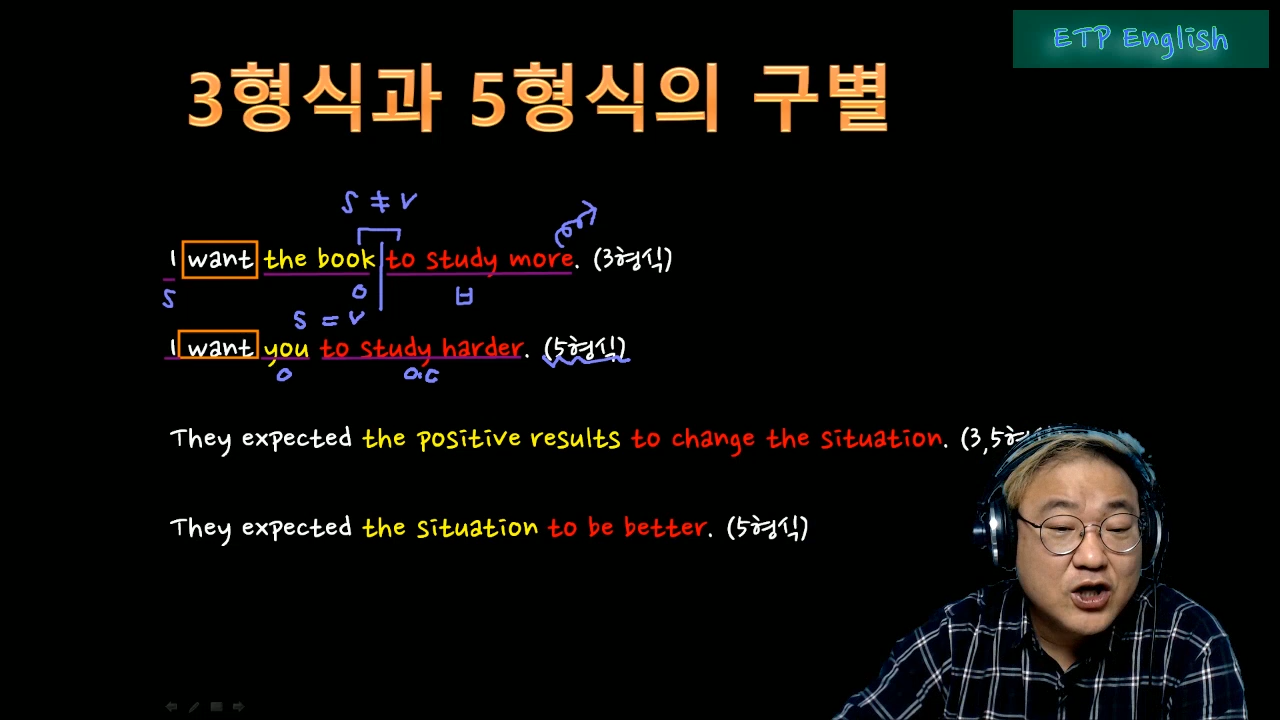 ETP English
3형식과 5형식의 구별
S ≠ V
I want the book to study more. (3형식)
S O ㅂ
S = V
I want you to study harder. (5형식)
O O.C
They expected the positive results to change the situation. (3,5형
They expected the situation to be better. (5형식)